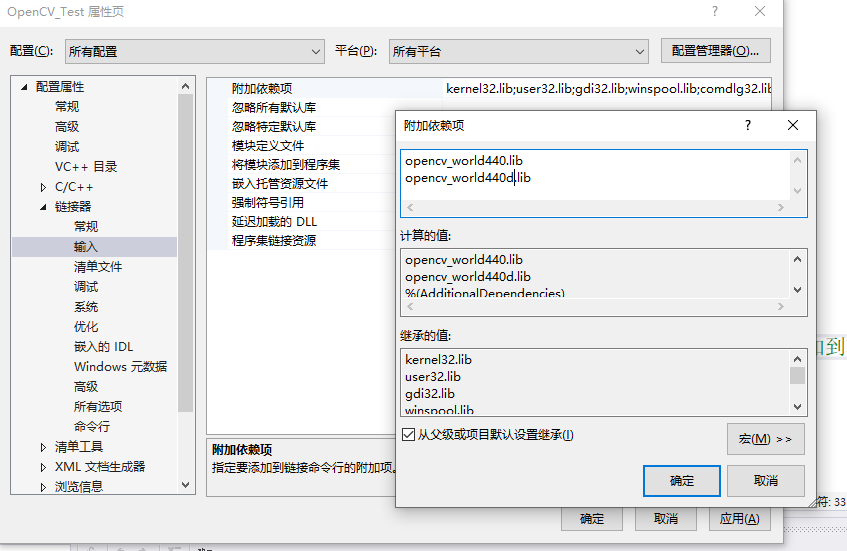 OpenCV_Test 属性页
配置(C): 所有配置 平台(P): 所有平台 配置管理器(O)...
配置属性
常规
高级
调试
VC++ 目录
C/C++
链接器
常规
输入
清单文件
调试
系统
优化
嵌入的 IDL
Windows 元数据
高级
所有选项
命令行
清单工具
XML 文档生成器
浏览信息
附加依赖项 kernel32.lib;user32.lib;gdi32.lib;winspool.lib;comdlg32.lib
忽略所有默认库
忽略特定默认库
模块定义文件
将模块添加到程序集
嵌入托管资源文件
强制符号引用
延迟加载的 DLL
程序集链接资源
附加依赖项
指定要添加到链接命令行的附加项。
确定 取消 应用(A)
附加依赖项
opencv_world440.lib
opencv_world440d.lib
计算的值:
opencv_world440.lib
opencv_world440d.lib
%(AdditionalDependencies)
继承的值:
kernel32.lib
user32.lib
gdi32.lib
winspool.lib
从父级或项目默认设置继承(I)
宏(M) >>
确定 取消
加到
符: 33